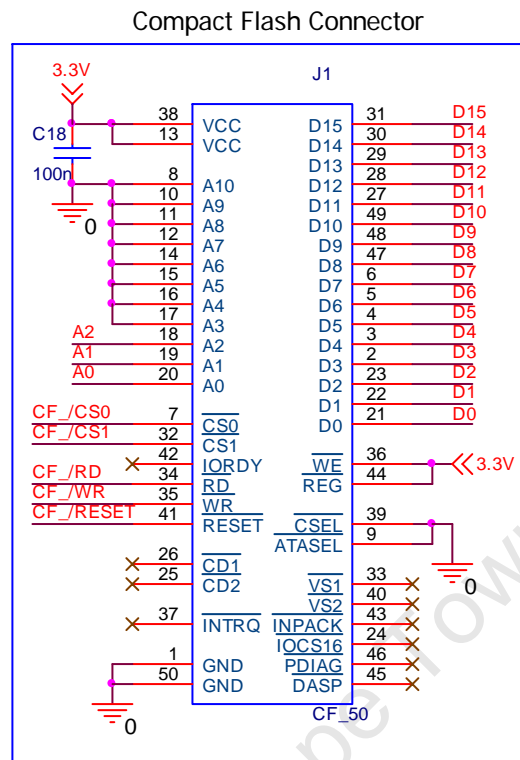 Compact Flash Connector
J1
3.3V
C18
100n
0
38 VCC D15 31 D15
13 VCC D14 30 D14
D13 29 D13
8 A10 D12 28 D12
10 A9 D11 27 D11
11 A8 D10 49 D10
12 A7 D9 48 D9
14 A6 D8 47 D8
15 A5 D7 6 D7
16 A4 D6 5 D6
17 A3 D5 4 D5
A2 18 A2 D4 3 D4
A1 19 A1 D3 2 D3
A0 20 A0 D2 23 D2
D1 22 D1
CF_/CS0 7 CS0 D0 21 D0
CF_/CS1 32 CS1
42 IORDY WE 36 3.3V
CF_/RD 34 RD REG 44
CF_/WR 35 WR
CF_/RESET 41 RESET CSEL 39
ATASEL 9
26 CD1
25 CD2 VS1 33
VS2 40
0
37 INTRQ INPACK 43
IOCS16 24
1 GND PDIAG 46
50 GND DASP 45
CF_50
0
pe Town